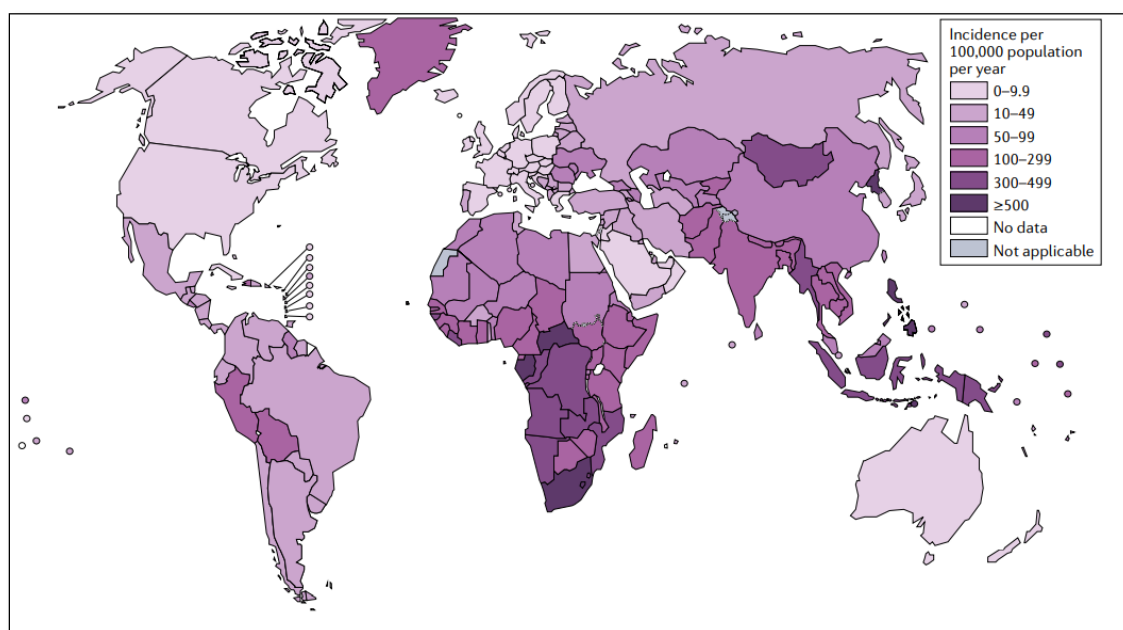 Incidence per
100,000 population
per year
0–9.9
10–49
50–99
100–299
300–499
≥500
No data
Not applicable